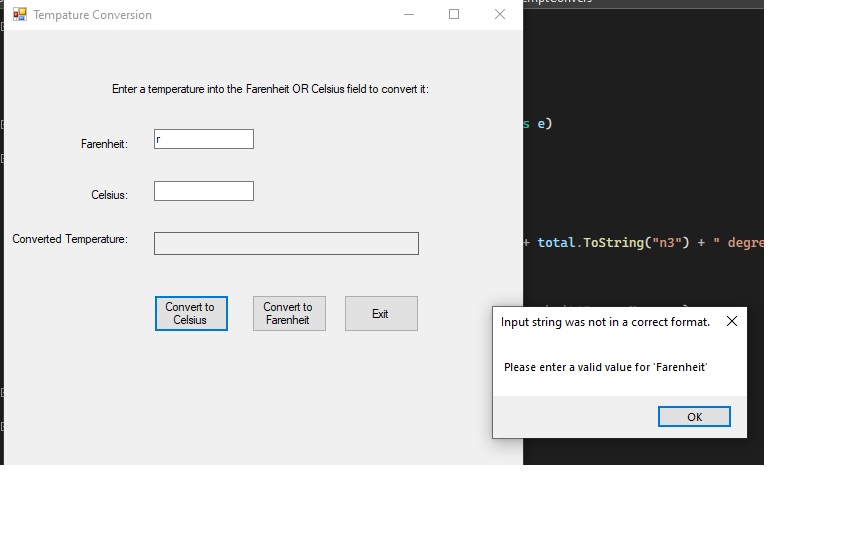 Tempature Conversion
Enter a temperature into the Farenheit OR Celsius field to convert it:
s e)
Farenheit:
r
Celsius:
Converted Temperature:
+ total.ToString("n3") + " degre
Convert to
Celsius
Convert to
Farenheit
Exit
Input string was not in a correct format.
Please enter a valid value for 'Farenheit'
OK